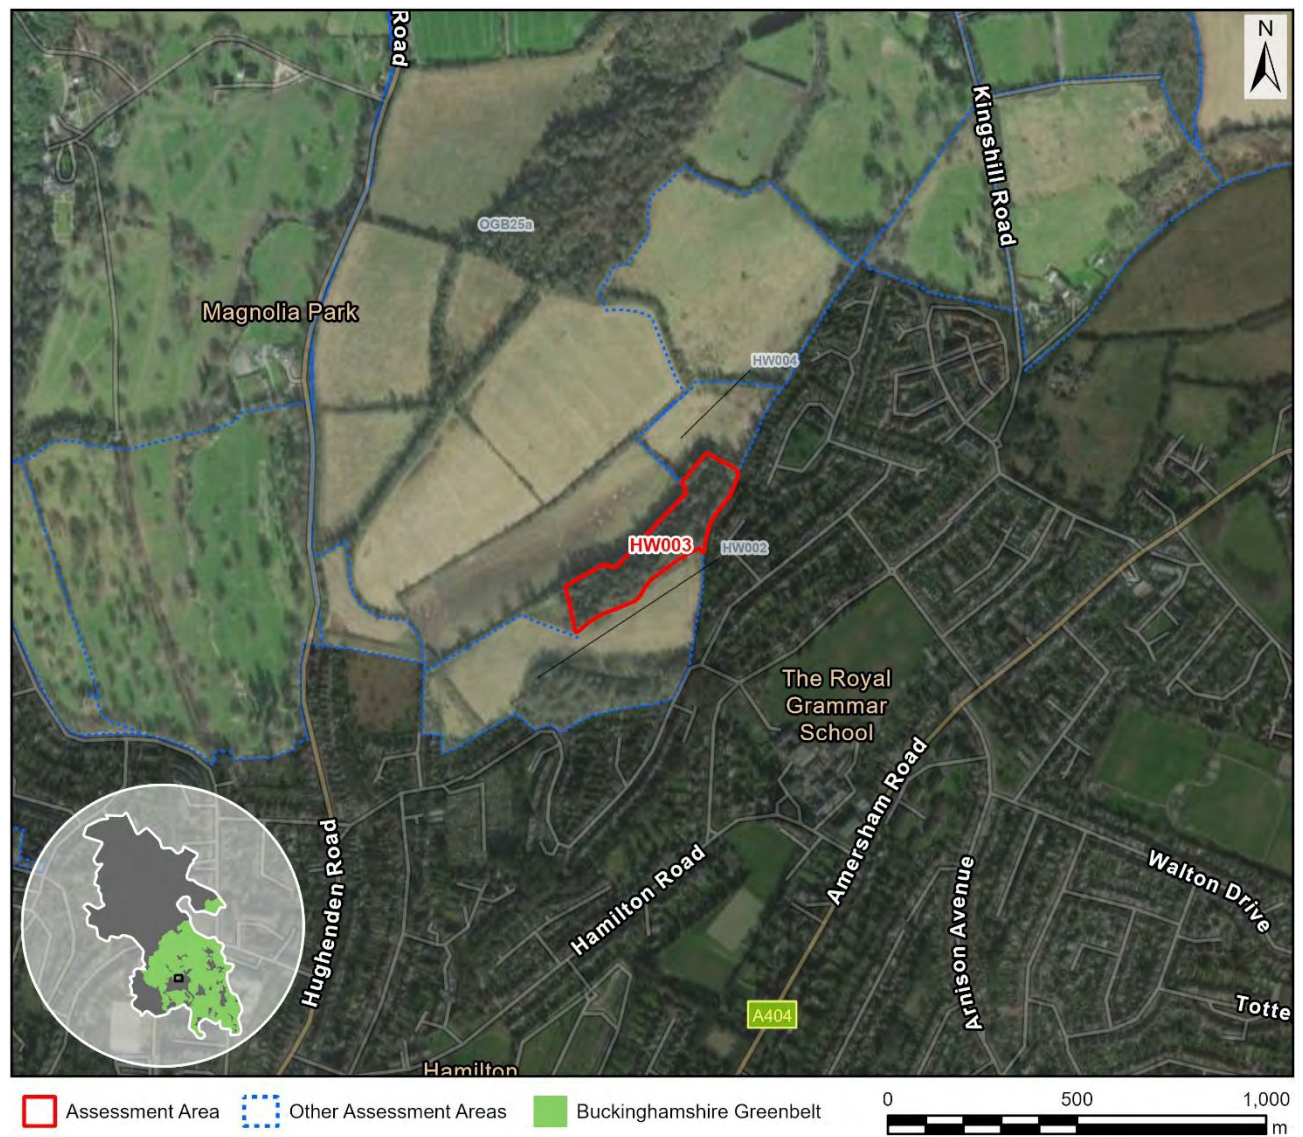 Road
N
Kingshill Road
OGB25a
Magnolia Park
HW004
HW003
HW002
The Royal
Grammar
School
Amersham Road
Hughenden Road
Hamilton Road
Arnison Avenue
Walton Drive
Totte
A404
Hamilton
Assessment Area
Other Assessment Areas
Buckinghamshire Greenbelt
0 500 1,000
m